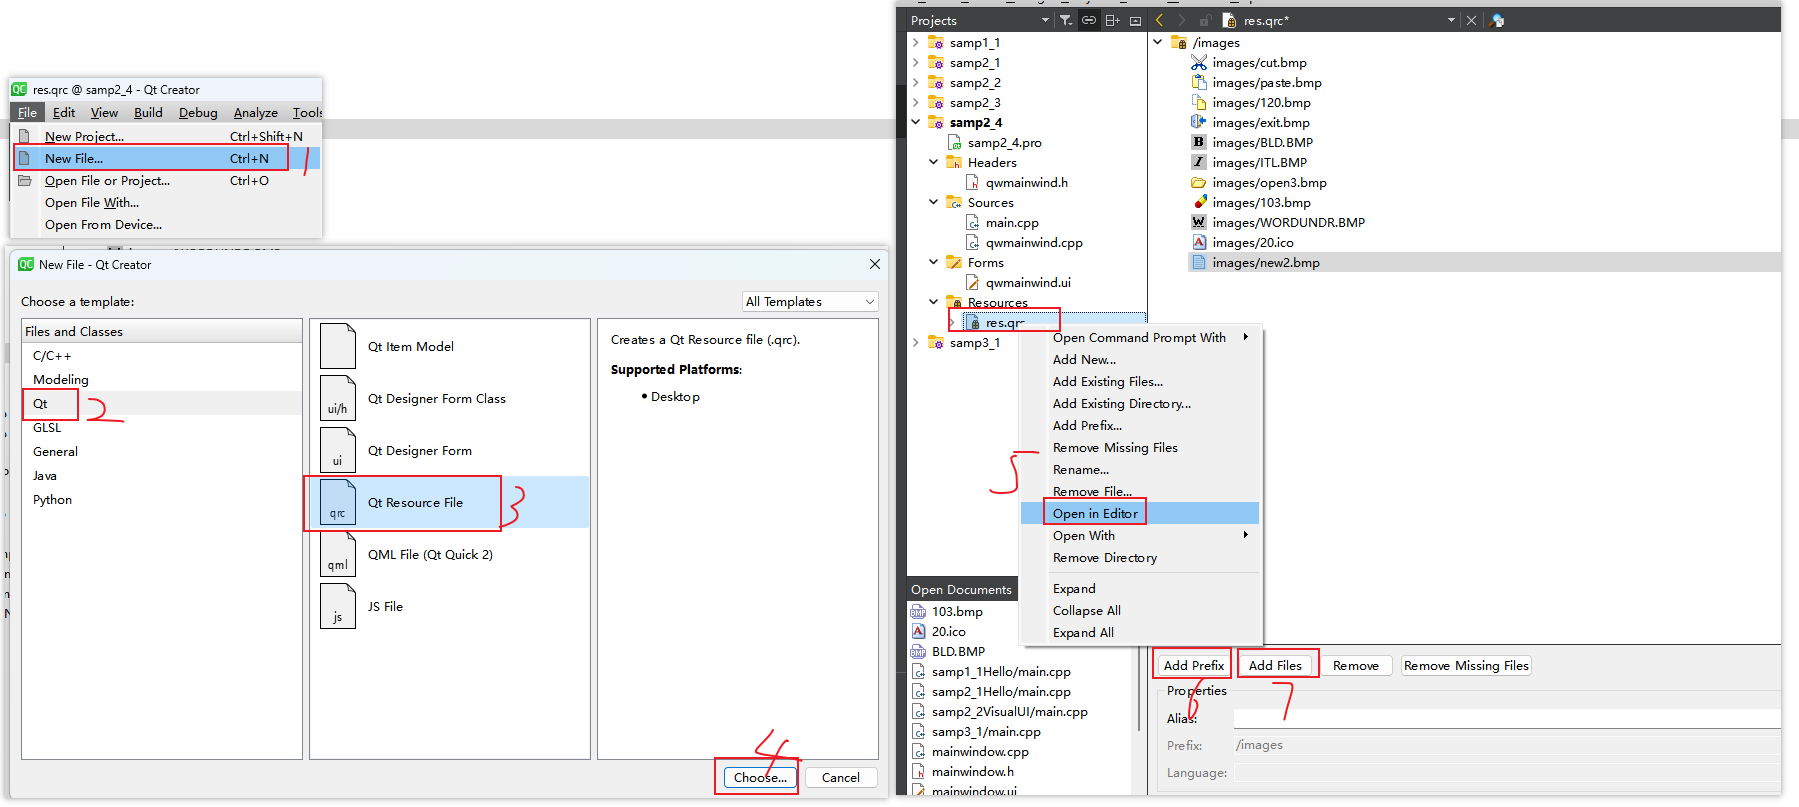 res.qrc @ samp2_4 - Qt Creator
File Edit View Build Debug Analyze Tools
New Project... Ctrl+Shift+N
New File... Ctrl+N
1
Open File or Project... Ctrl+O
Open File With...
Open From Device...
New File - Qt Creator
Choose a template:
All Templates
Files and Classes
C/C++
Modeling
Qt
2
GLSL
General
Java
Python
Qt Item Model
ui/h
Qt Designer Form Class
ui
Qt Designer Form
qrc
Qt Resource File
3
qml
QML File (Qt Quick 2)
js
JS File
Creates a Qt Resource file (.qrc).
Supported Platforms:
• Desktop
4
Choose...
Cancel
Projects
samp1_1
samp2_1
samp2_2
samp2_3
samp2_4
samp2_4.pro
Headers
qwmainwind.h
Sources
main.cpp
qwmainwind.cpp
Forms
qwmainwind.ui
Resources
res.qrc
samp3_1
Open Command Prompt With
Add New...
Add Existing Files...
Add Existing Directory...
Add Prefix...
Remove Missing Files
5
Rename...
Remove File...
Open in Editor
Open With
Remove Directory
Expand
Collapse All
Expand All
Open Documents
103.bmp
20.ico
BLD.BMP
samp1_1Hello/main.cpp
samp2_1Hello/main.cpp
samp2_2VisualUI/main.cpp
samp3_1/main.cpp
mainwindow.cpp
mainwindow.h
mainwindow.ui
res.qrc*
/images
images/cut.bmp
images/paste.bmp
images/120.bmp
images/exit.bmp
images/BLD.BMP
images/ITL.BMP
images/open3.bmp
images/103.bmp
images/WORDUNDR.BMP
images/20.ico
images/new2.bmp
Add Prefix
Add Files
Remove
Remove Missing Files
6
7
Properties
Alias:
Prefix: /images
Language: